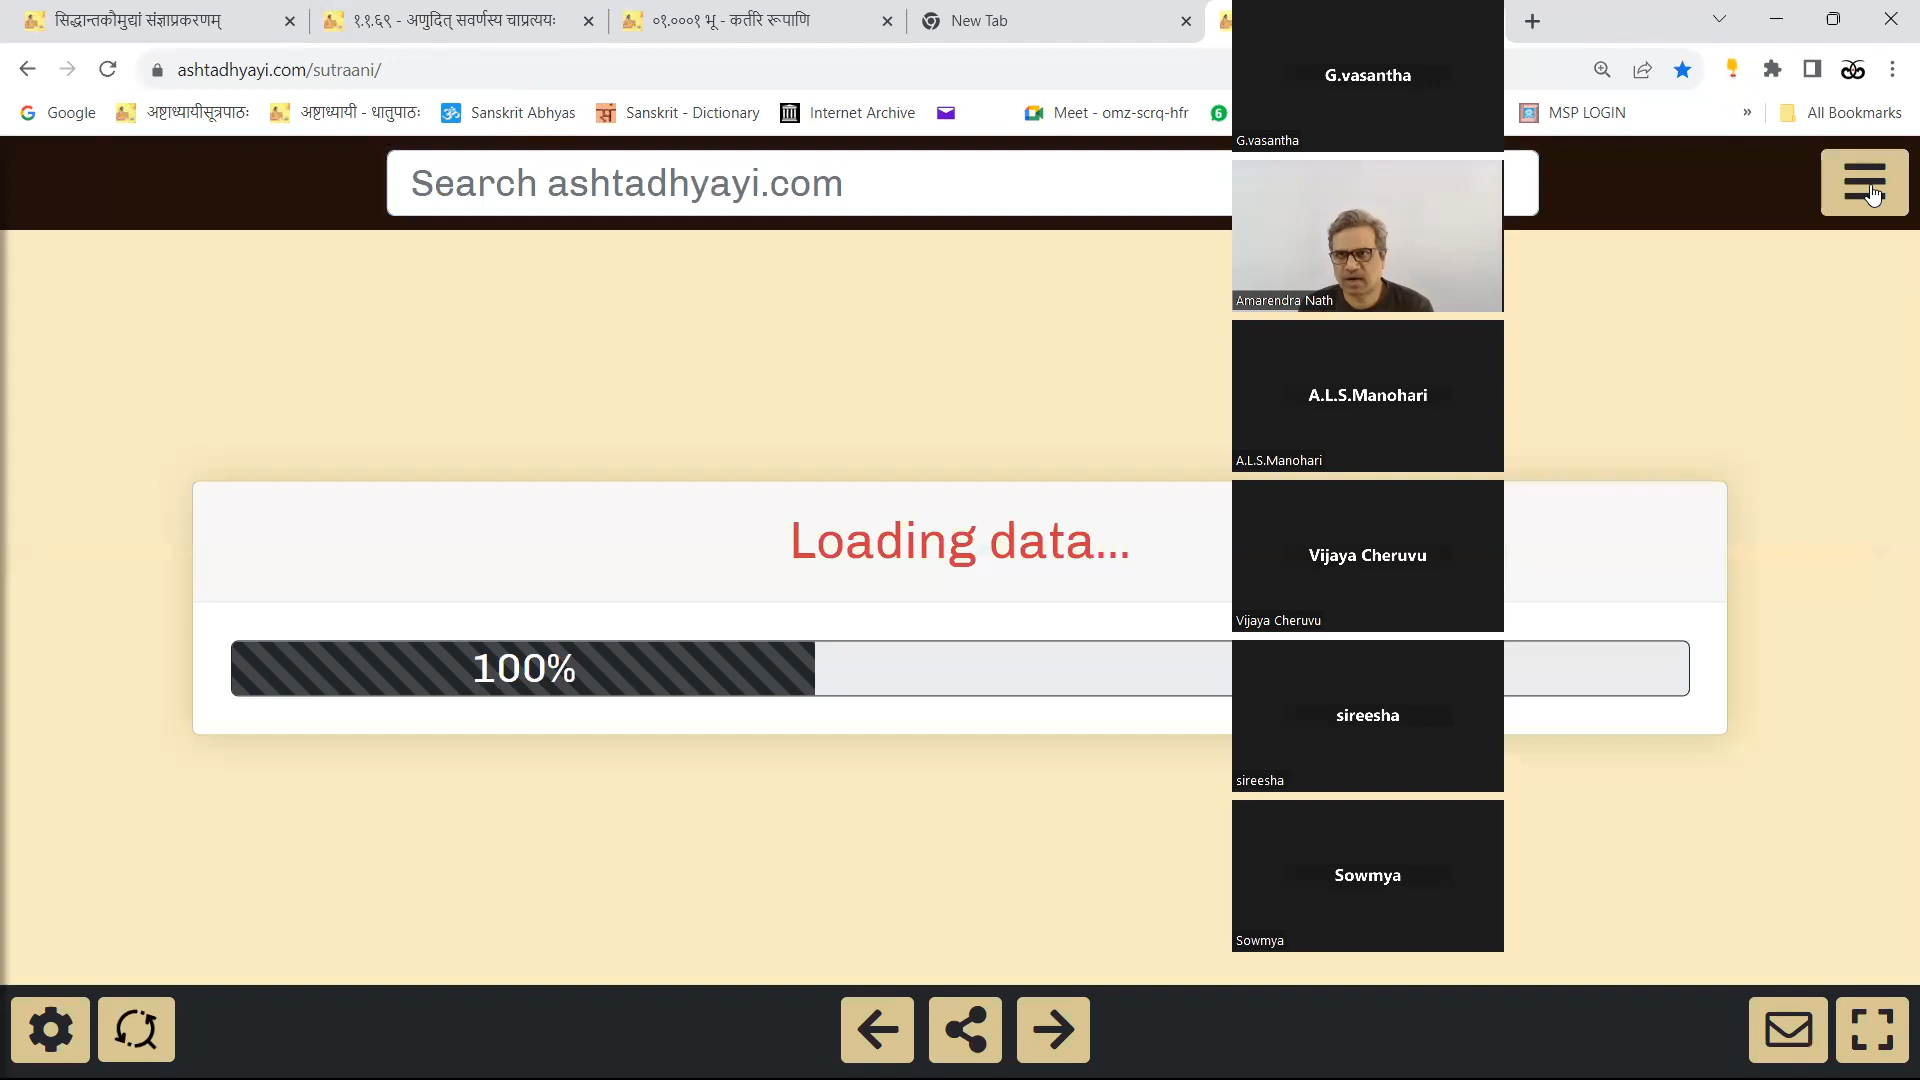 सिद्धान्तकौमुद्यां संज्ञाप्रकरणम्
१.१.६९ - अणुदित् सवर्णस्य चाप्रत्ययः
०१.०००१ भू - कर्तरि रूपाणि
New Tab
ashtadhyayi.com/sutraani/
Google
अष्टाध्यायीसूत्रपाठः
अष्टाध्यायी - धातुपाठः
Sanskrit Abhyas
Sanskrit - Dictionary
Internet Archive
Meet - omz-scrq-hfr
MSP LOGIN
»
All Bookmarks
Search ashtadhyayi.com
G.vasantha
G.vasantha
Amarendra Nath
A.L.S.Manohari
A.L.S.Manohari
Loading data...
Vijaya Cheruvu
Vijaya Cheruvu
100%
sireesha
sireesha
Sowmya
Sowmya